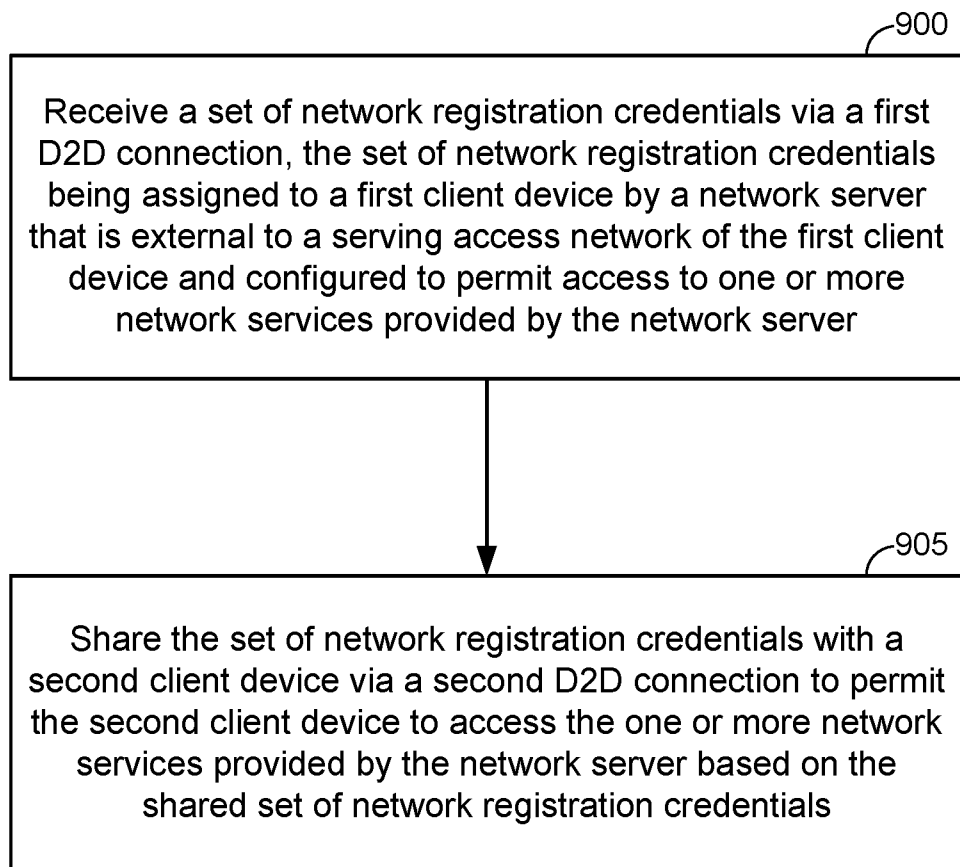 900
Receive a set of network registration credentials via a first
D2D connection, the set of network registration credentials
being assigned to a first client device by a network server
that is external to a serving access network of the first client
device and configured to permit access to one or more
network services provided by the network server
905
Share the set of network registration credentials with a
second client device via a second D2D connection to permit
the second client device to access the one or more network
services provided by the network server based on the
shared set of network registration credentials